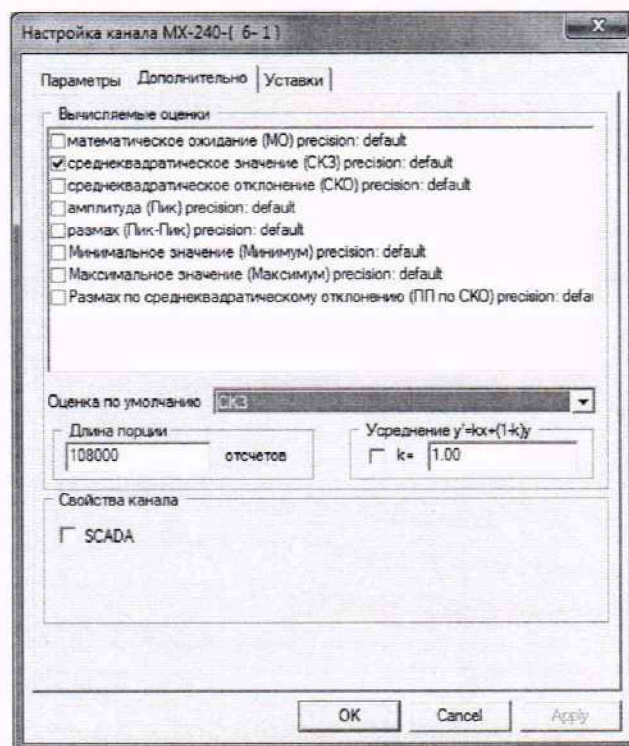 Настройка канала MX-240-{ 6- 1}
Параметры Дополнительно Уставки
Вычисляемые оценки
математическое ожидание (МО) precision: default
среднеквадратическое значение (СКЗ) precision: default
среднеквадратическое отклонение (СКО) precision: default
амплитуда (Пик) precision: default
размах (Пик-Пик) precision: default
Минимальное значение (Минимум) precision: default
Максимальное значение (Максимум) precision: default
Размах по среднеквадратическому отклонению (ПП по СКО) precision: defau
Оценка по умолчанию СКЗ
Длина порции
108000 отсчетов
Усреднение y'=kx+(1-k)y
k= 1.00
Свойства канала
SCADA
OK Cancel Apply